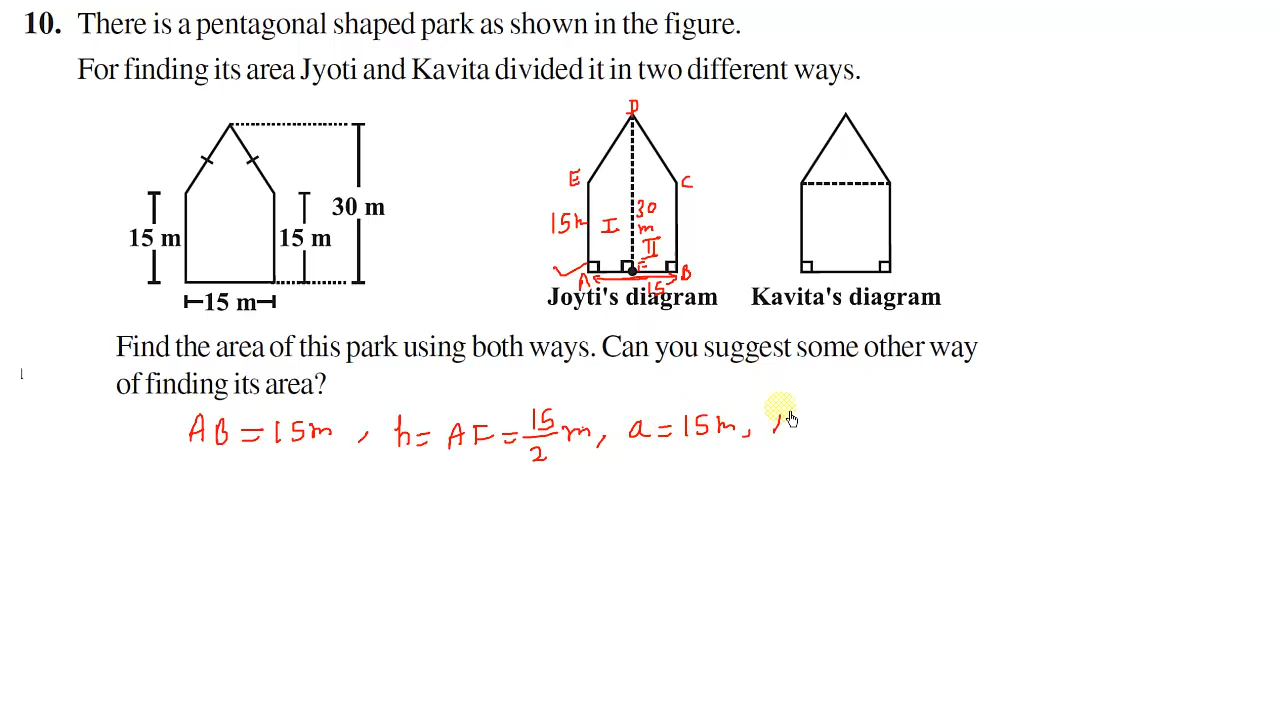 10. There is a pentagonal shaped park as shown in the figure.
For finding its area Jyoti and Kavita divided it in two different ways.
D
E
C
30 m
15 m
15 m
15m
I
30
m
II
F
A
B
15
15 m
Joyti's diagram
Kavita's diagram
Find the area of this park using both ways. Can you suggest some other way
of finding its area?
AB = 15m , h = AF = 15/2 m, a = 15m,